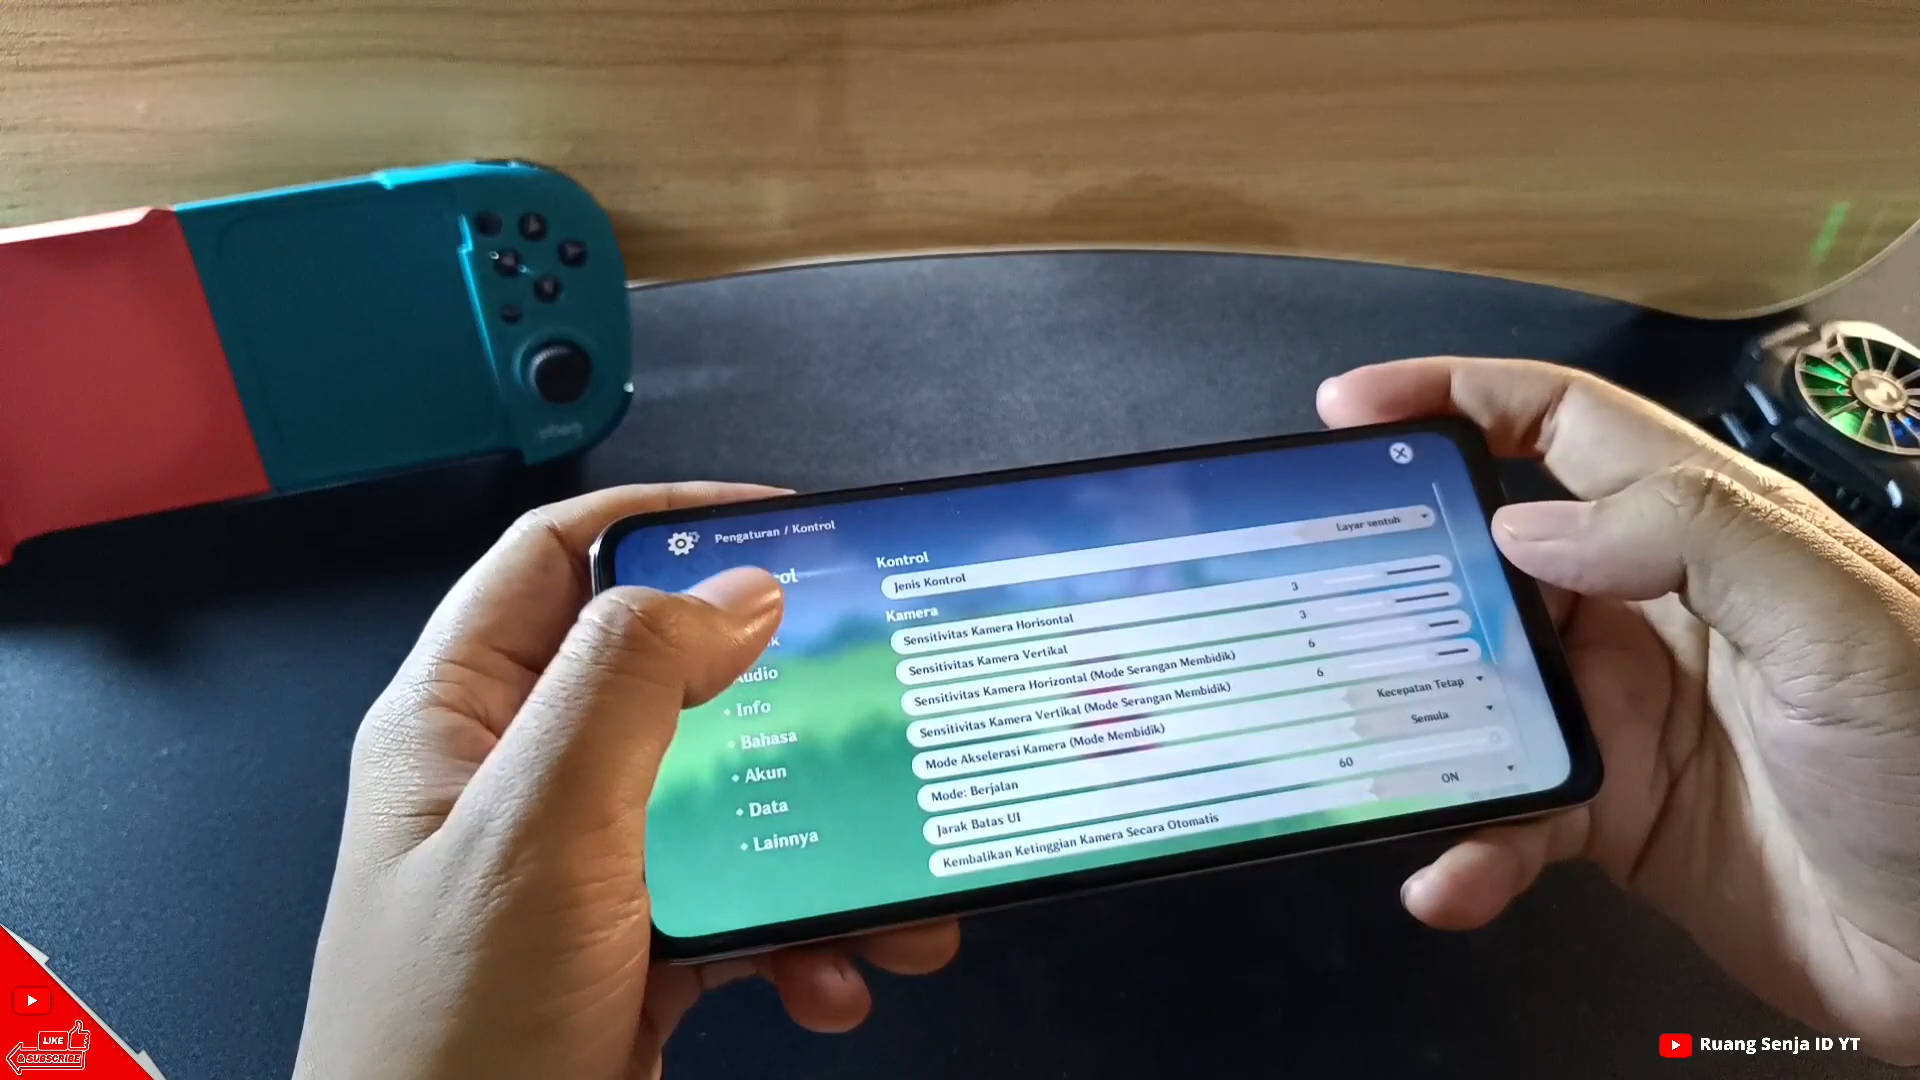 Pengaturan / Kontrol
Audio
Info
Bahasa
Akun
Data
Lainnya
Kontrol
Jenis Kontrol
Layar sentuh
Kamera
Sensitivitas Kamera Horisontal
3
Sensitivitas Kamera Vertikal
3
Sensitivitas Kamera Horizontal (Mode Serangan Membidik)
6
Sensitivitas Kamera Vertikal (Mode Serangan Membidik)
6
Mode Akselerasi Kamera (Mode Membidik)
Kecepatan Tetap
Mode: Berjalan
Semula
Jarak Batas UI
60
Kembalikan Ketinggian Kamera Secara Otomatis
ON
LIKE
& SUBSCRIBE
Ruang Senja ID YT